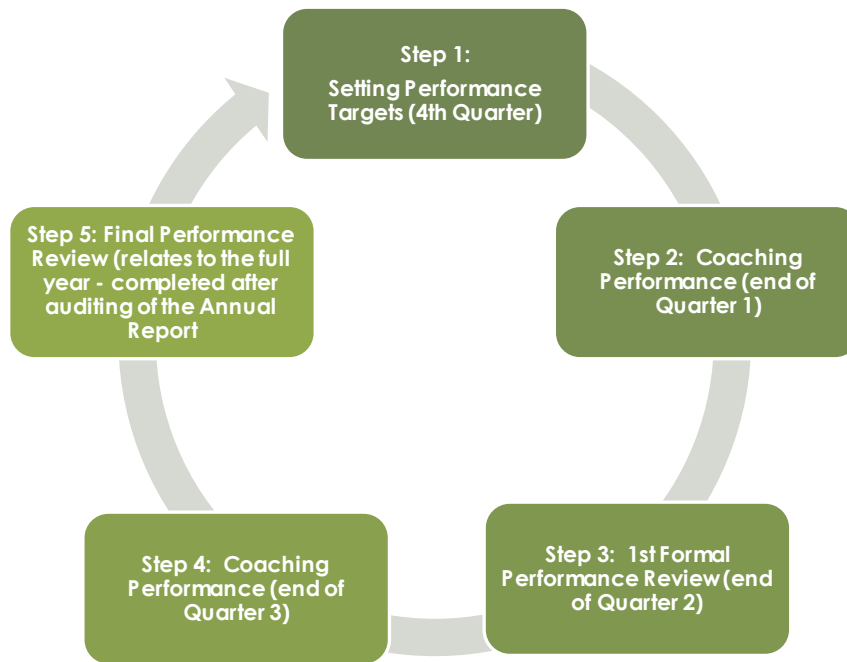 Step 1:
Setting Performance
Targets (4th Quarter)
Step 2: Coaching
Performance (end of
Quarter 1)
Step 3: 1st Formal
Performance Review (end
of Quarter 2)
Step 4: Coaching
Performance (end of
Quarter 3)
Step 5: Final Performance
Review (relates to the full
year - completed after
auditing of the Annual
Report